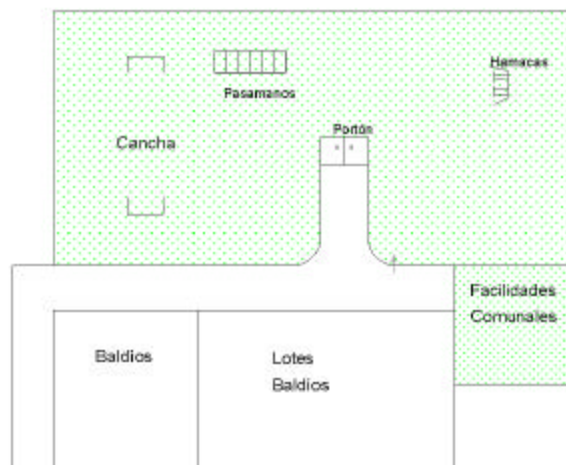 Hamacas
Pasamanos
Portón
Cancha
Facilidades
Comunales
Baldios
Lotes
Baldios